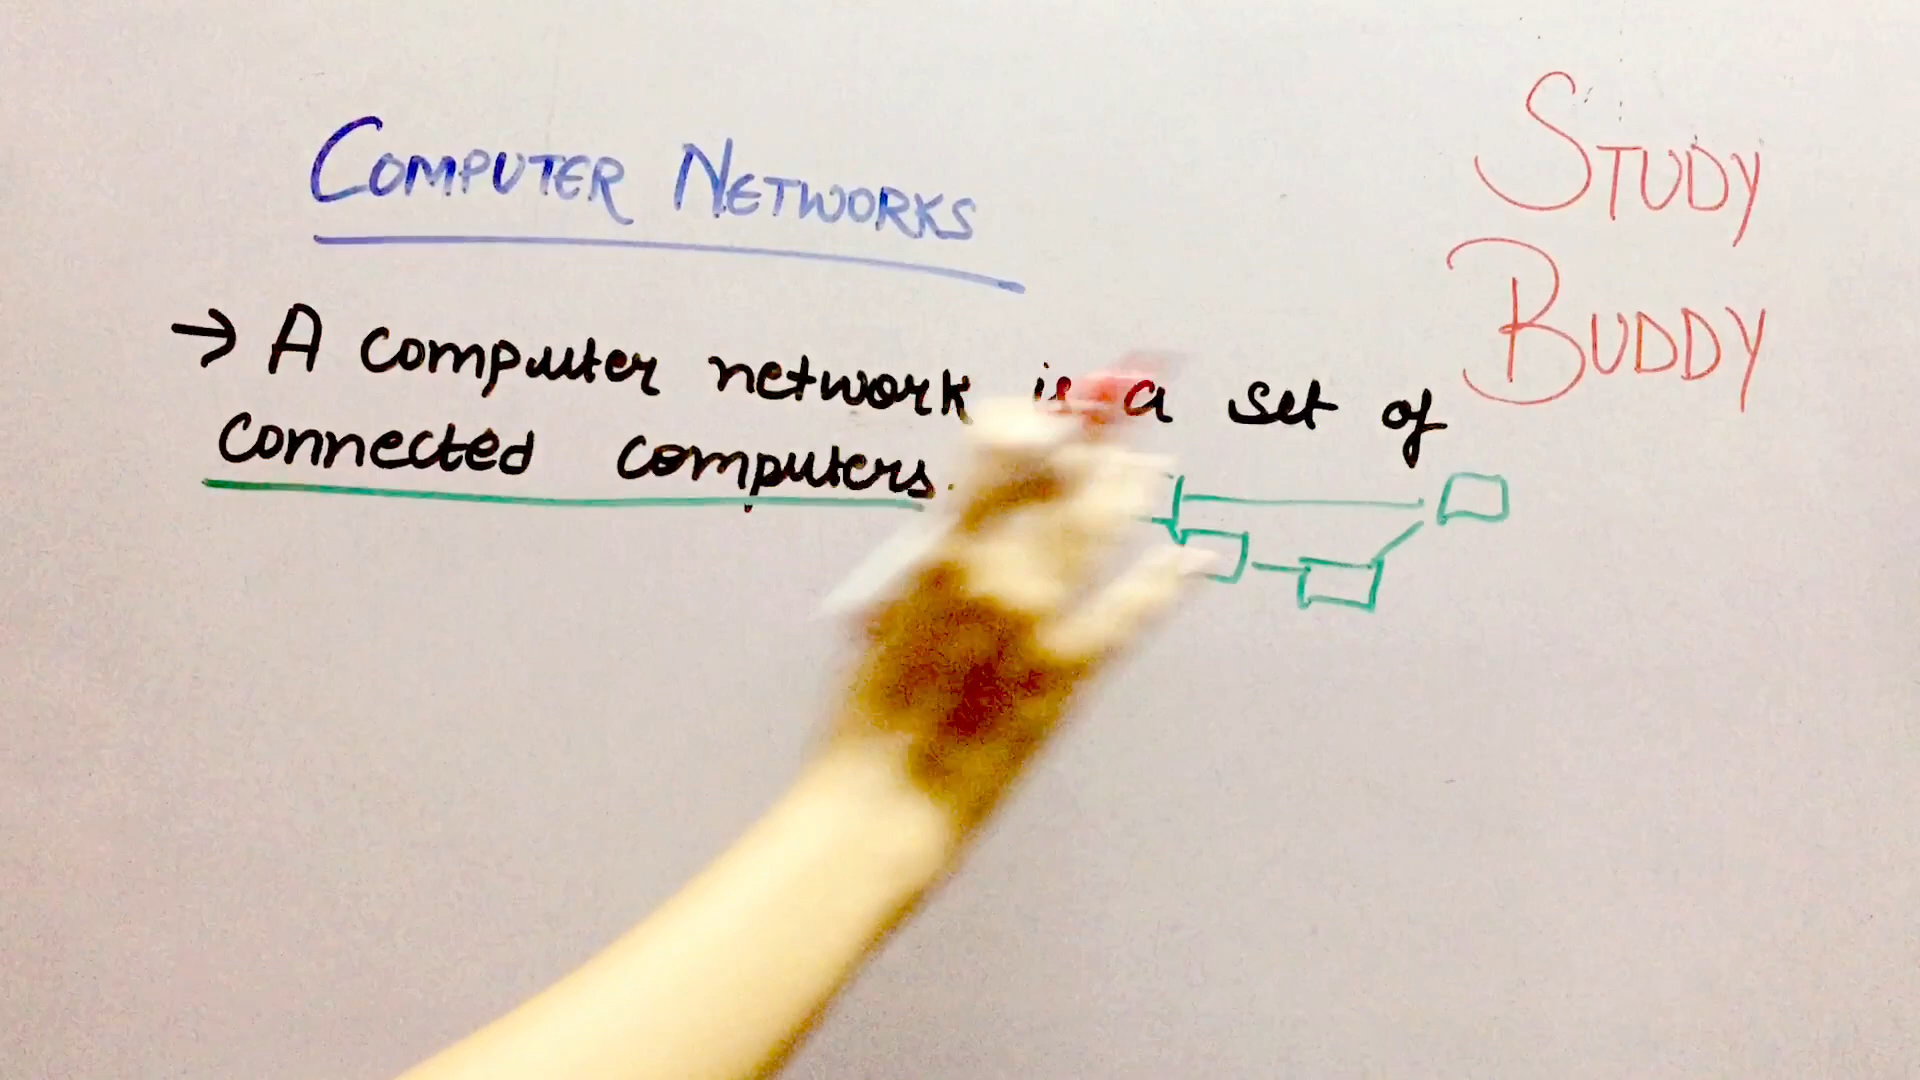 COMPUTER NETWORKS
→ A computer network is a set of
connected computers.
STUDY
BUDDY